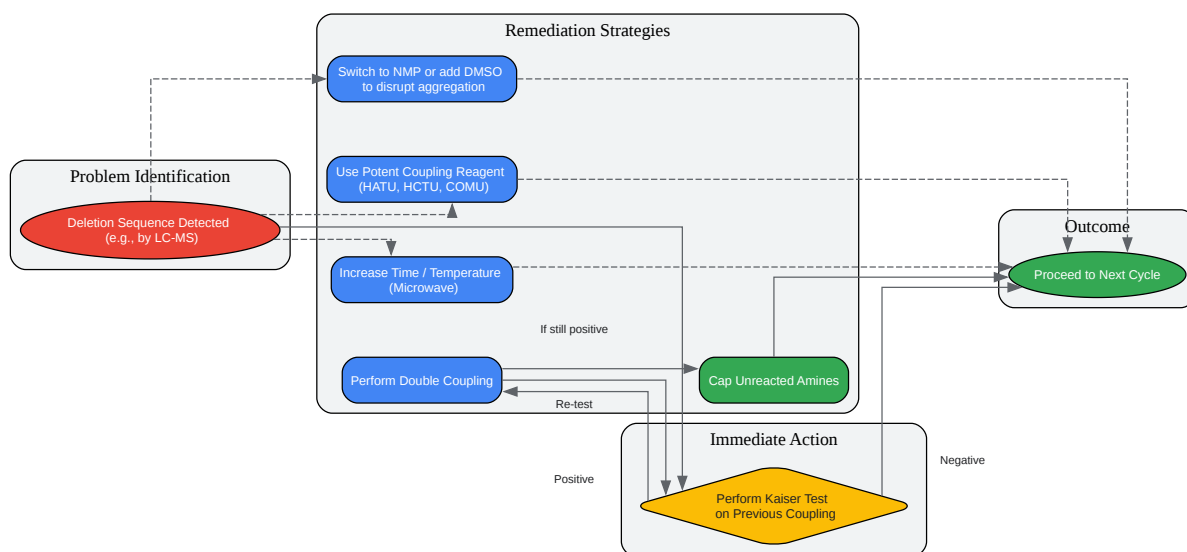 Remediation Strategies
Switch to NMP or add DMSO
to disrupt aggregation
Problem Identification
Deletion Sequence Detected
(e.g., by LC-MS)
Use Potent Coupling Reagent
(HATU, HCTU, COMU)
Increase Time / Temperature
(Microwave)
Outcome
Proceed to Next Cycle
If still positive
Perform Double Coupling
Cap Unreacted Amines
Re-test
Immediate Action
Positive
Negative
Perform Kaiser Test
on Previous Coupling